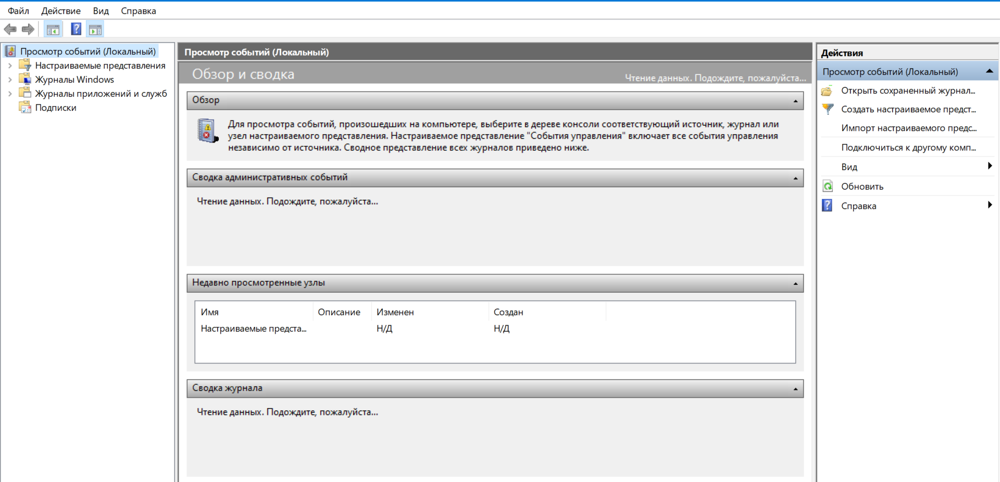 Файл Действие Вид Справка
Просмотр событий (Локальный)
Настраиваемые представления
Журналы Windows
Журналы приложений и служб
Подписки
Просмотр событий (Локальный)
Обзор и сводка
Чтение данных. Подождите, пожалуйста...
Обзор
Для просмотра событий, произошедших на компьютере, выберите в дереве консоли соответствующий источник, журнал или
узел настраиваемого представления. Настраиваемое представление "События управления" включает все события управления
независимо от источника. Сводное представление всех журналов приведено ниже.
Сводка административных событий
Чтение данных. Подождите, пожалуйста...
Недавно просмотренные узлы
Имя Описание Изменен Создан
Настраиваемые предста... Н/Д Н/Д
Сводка журнала
Чтение данных. Подождите, пожалуйста...
Действия
Просмотр событий (Локальный)
Открыть сохраненный журнал...
Создать настраиваемое предст...
Импорт настраиваемого предс...
Подключиться к другому комп...
Вид
Обновить
Справка